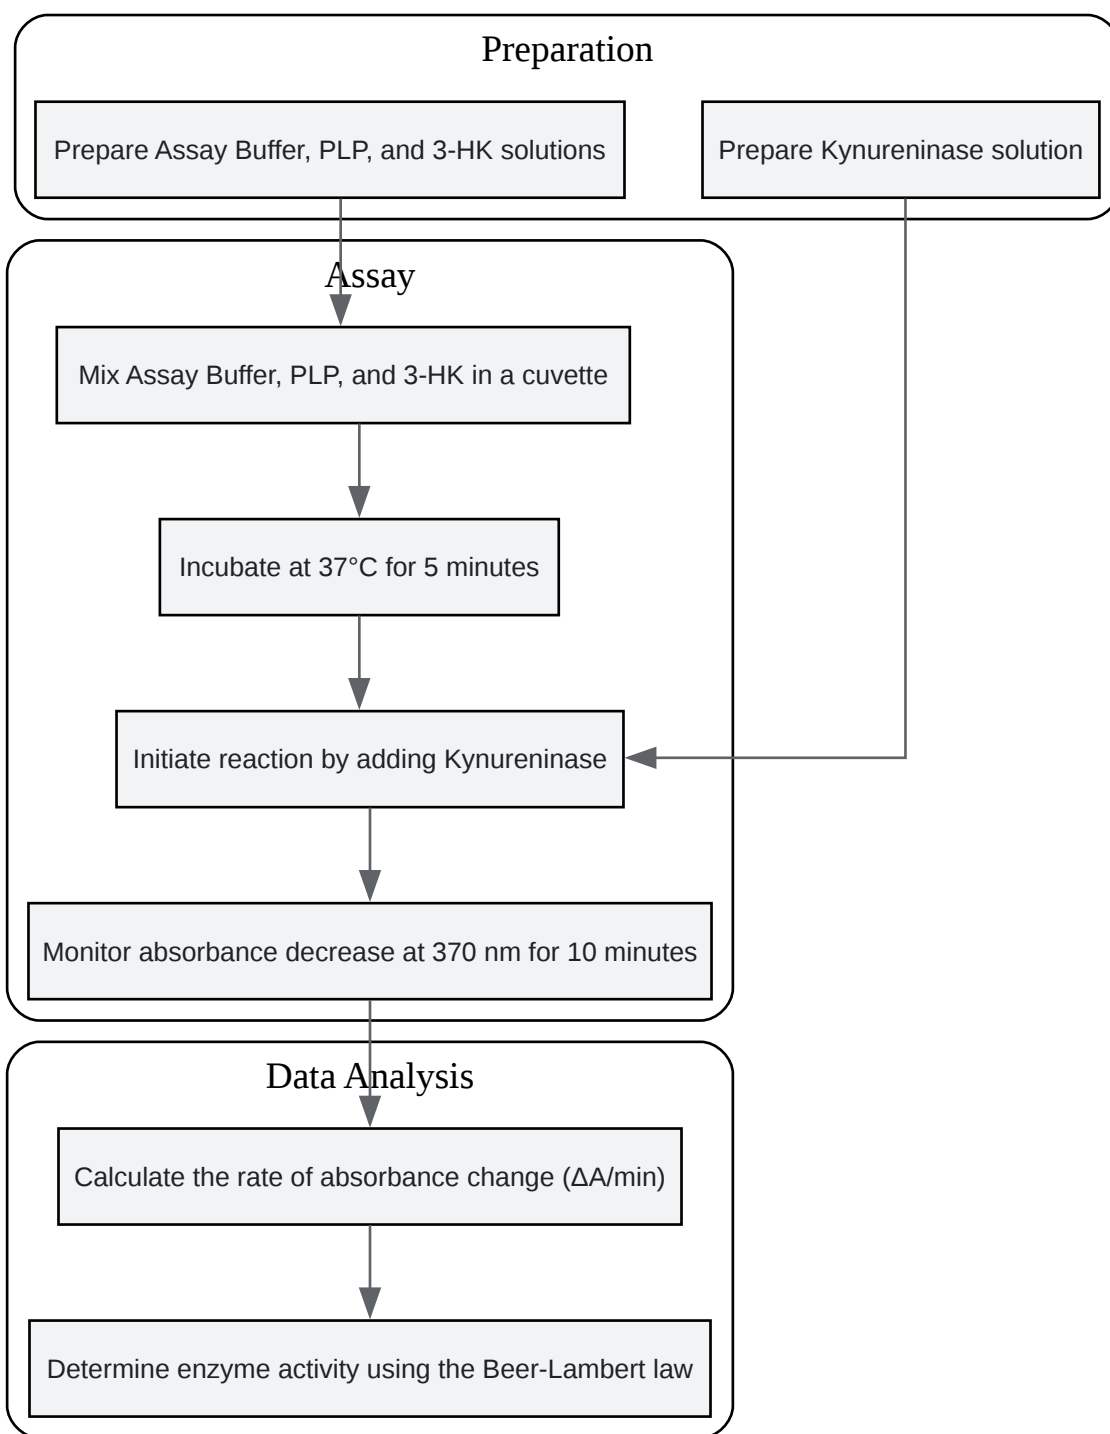 Preparation
Prepare Assay Buffer, PLP, and 3-HK solutions
Prepare Kynureninase solution
Assay
Mix Assay Buffer, PLP, and 3-HK in a cuvette
Incubate at 37°C for 5 minutes
Initiate reaction by adding Kynureninase
Monitor absorbance decrease at 370 nm for 10 minutes
Data Analysis
Calculate the rate of absorbance change (ΔA/min)
Determine enzyme activity using the Beer-Lambert law